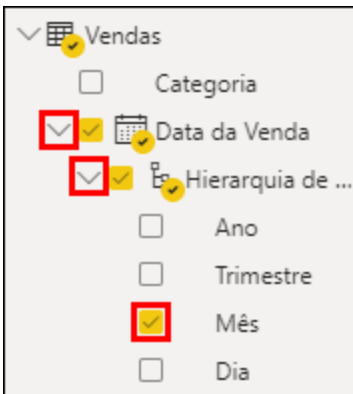 Vendas
Categoria
Data da Venda
Hierarquia de ...
Ano
Trimestre
Mês
Dia